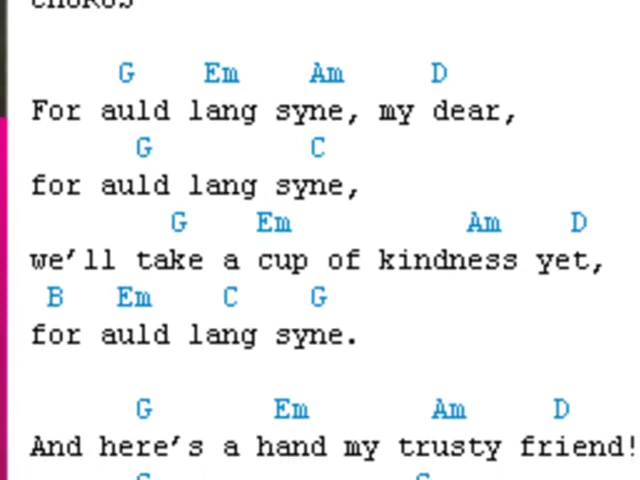 CHORUS
G Em Am D
For auld lang syne, my dear,
G C
for auld lang syne,
G Em Am D
we'll take a cup of kindness yet,
B Em C G
for auld lang syne.
G Em Am D
And here's a hand my trusty friend!